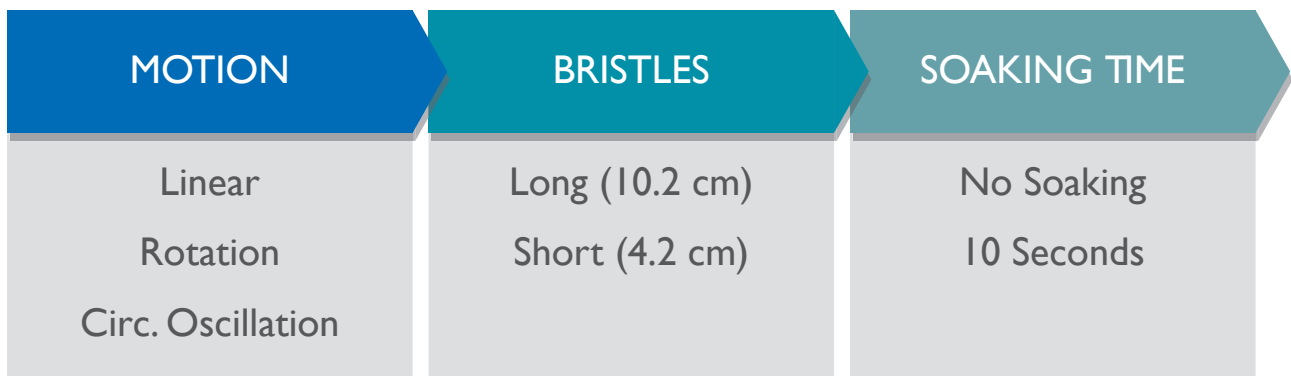 MOTION
Linear
Rotation
Circ. Oscillation
BRISTLES
Long (10.2 cm)
Short (4.2 cm)
SOAKING TIME
No Soaking
10 Seconds